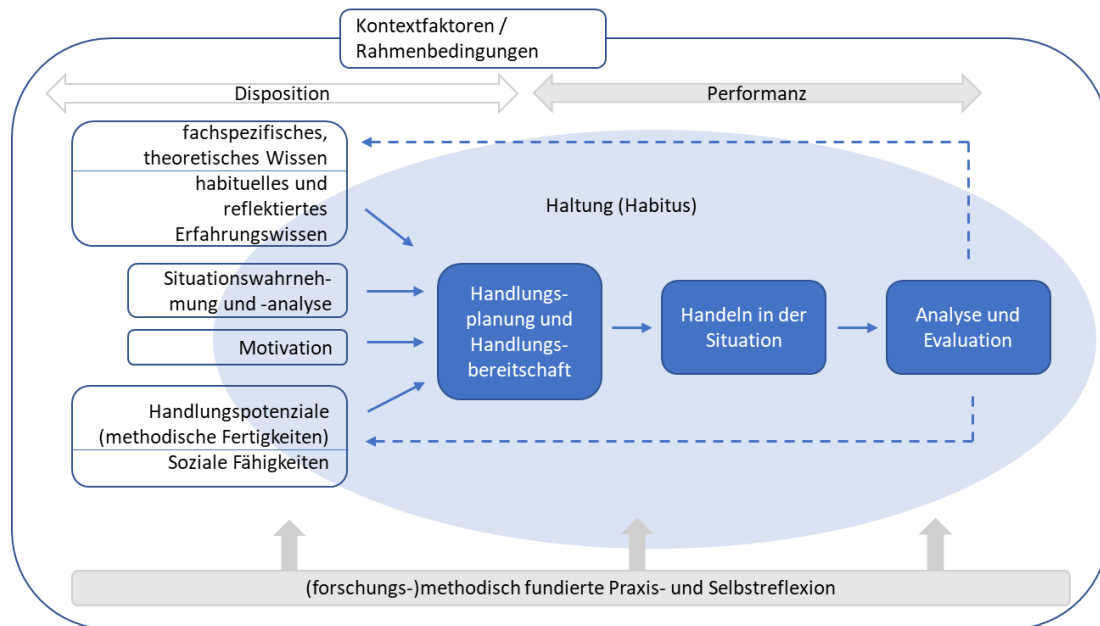 Kontextfaktoren /
Rahmenbedingungen
Disposition
Performanz
fachspezifisches,
theoretisches Wissen
habituelles und
reflektiertes
Erfahrungswissen
Haltung (Habitus)
Situationswahrneh-
mung und -analyse
Motivation
Handlungspotenziale
(methodische Fertigkeiten)
Soziale Fähigkeiten
Handlungs-
planung und
Handlungs-
bereitschaft
Handeln in der
Situation
Analyse und
Evaluation
(forschungs-)methodisch fundierte Praxis- und Selbstreflexion